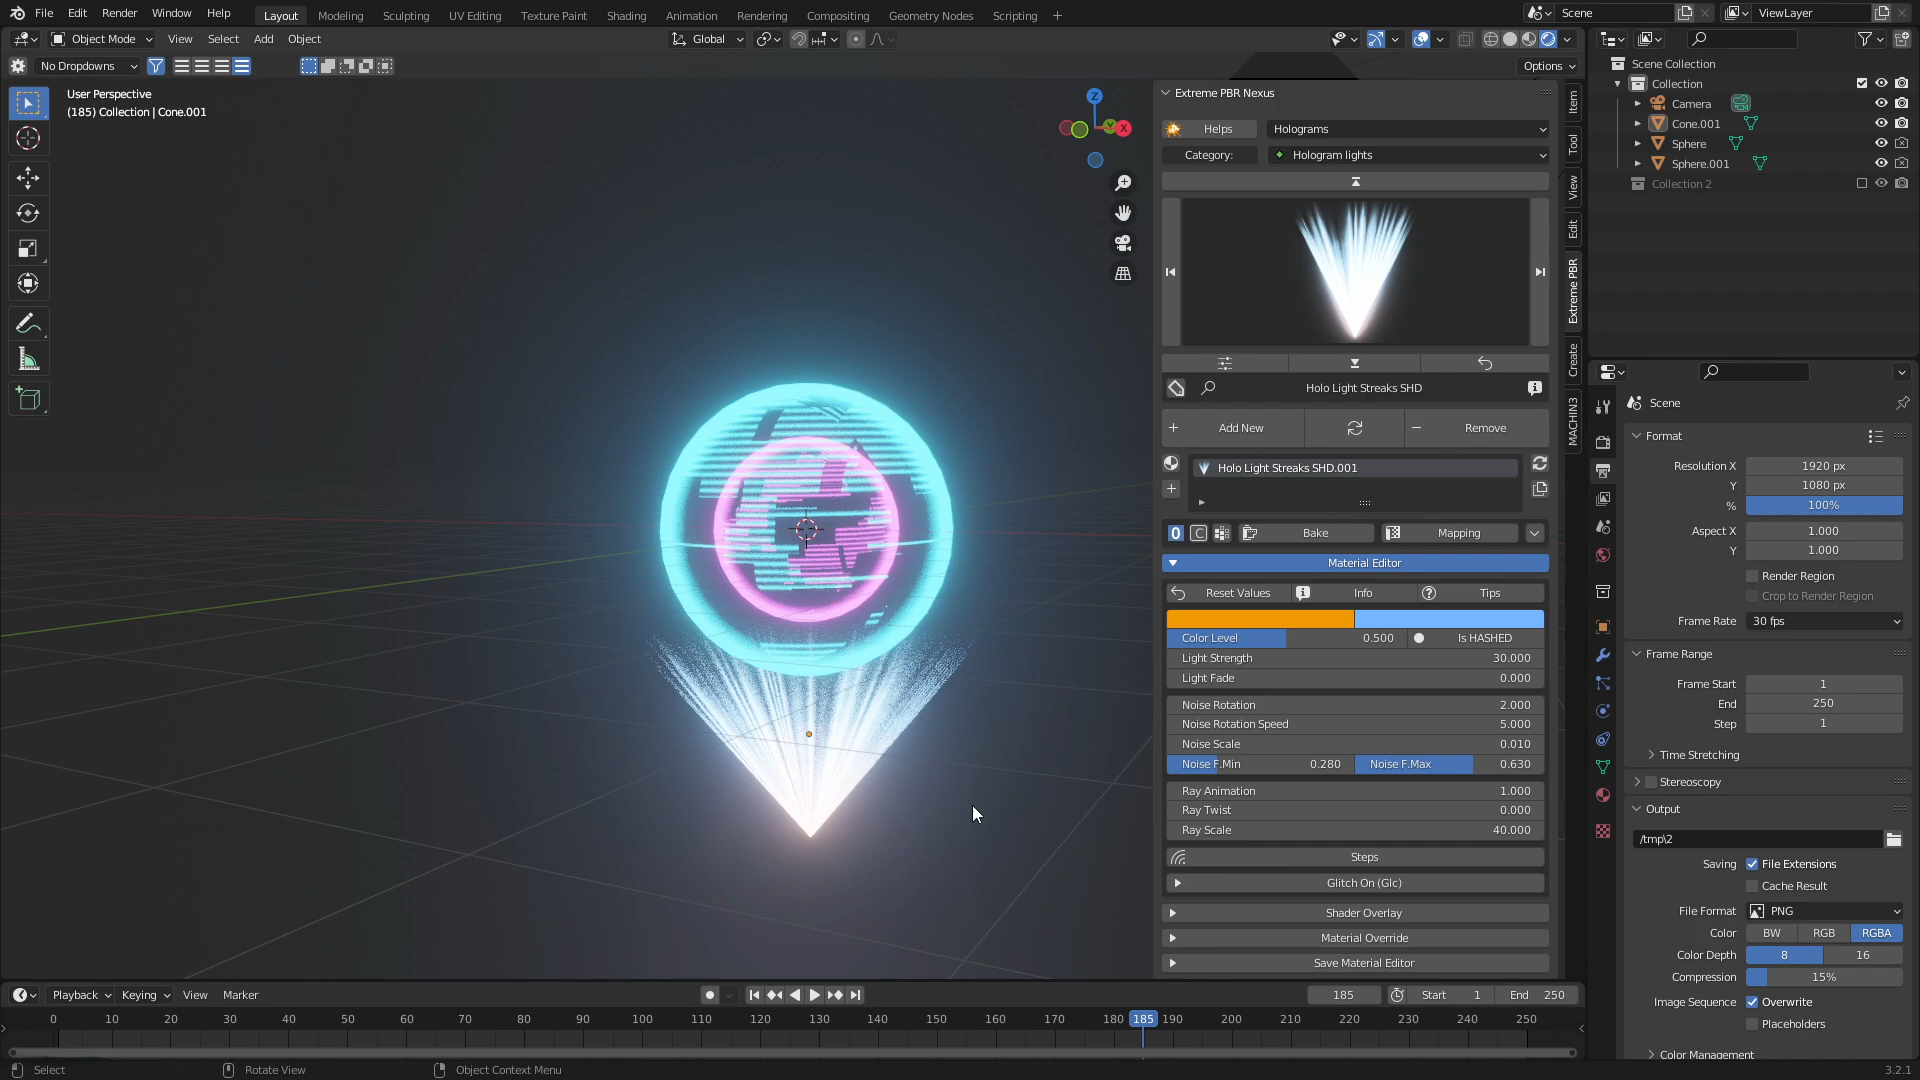 File Edit Render Window Help Layout Modeling Sculpting UV Editing Texture Paint Shading Animation Rendering Compositing Geometry Nodes Scripting + Scene ViewLayer
Object Mode View Select Add Object Global
No Dropdowns Options
User Perspective
(185) Collection | Cone.001
Z
Y X
Extreme PBR Nexus
Helps Holograms
Category: Hologram lights
Holo Light Streaks SHD
Add New Remove
Holo Light Streaks SHD.001
0 C Bake Mapping
Material Editor
Reset Values Info Tips
Color Level 0.500 Is HASHED
Light Strength 30.000
Light Fade 0.000
Noise Rotation 2.000
Noise Rotation Speed 5.000
Noise Scale 0.010
Noise F.Min 0.280 Noise F.Max 0.630
Ray Animation 1.000
Ray Twist 0.000
Ray Scale 40.000
Steps
Glitch On (Glc)
Shader Overlay
Material Override
Save Material Editor
Item
Tool
View
Edit
Extreme PBR
Create
MACHIN3
Scene Collection
Collection
Camera
Cone.001
Sphere
Sphere.001
Collection 2
Scene
Format
Resolution X 1920 px
Y 1080 px
% 100%
Aspect X 1.000
Y 1.000
Render Region
Crop to Render Region
Frame Rate 30 fps
Frame Range
Frame Start 1
End 250
Step 1
Time Stretching
Stereoscopy
Output
/tmp\2
Saving File Extensions
Cache Result
File Format PNG
Color BW RGB RGBA
Color Depth 8 16
Compression 15%
Image Sequence Overwrite
Placeholders
Color Management
Playback Keying View Marker 185 Start 1 End 250
0 10 20 30 40 50 60 70 80 90 100 110 120 130 140 150 160 170 180 185 190 200 210 220 230 240 250
Select Rotate View Object Context Menu 3.2.1